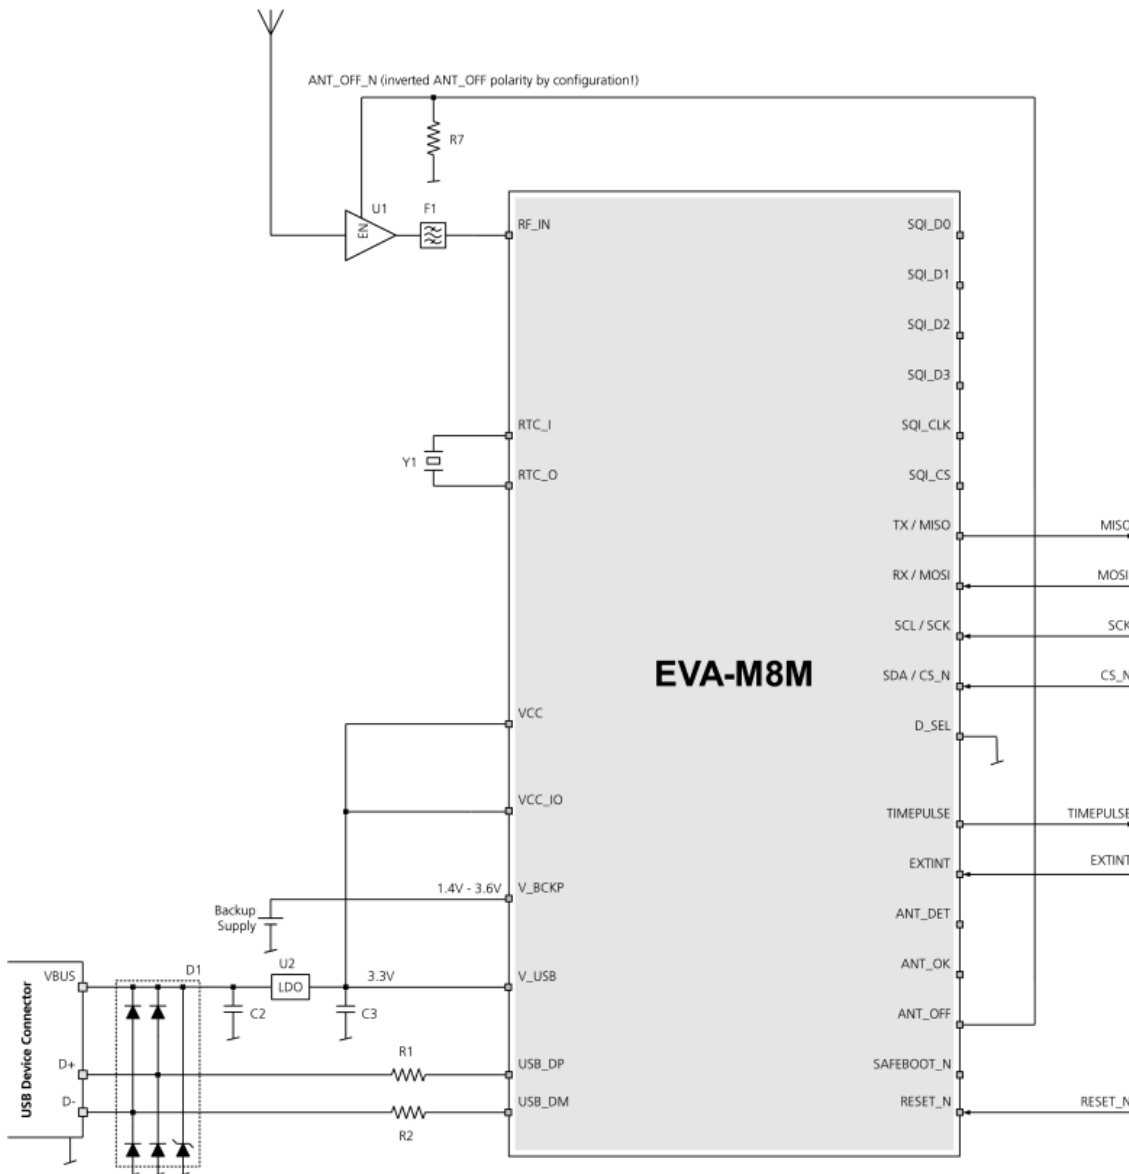 ANT_OFF_N (inverted ANT_OFF polarity by configuration!)
R7
U1
F1
EN
RF_IN
SQI_D0
SQI_D1
SQI_D2
SQI_D3
RTC_I
SQI_CLK
Y1
RTC_O
SQI_CS
TX / MISO
MISO
RX / MOSI
MOSI
SCL / SCK
SCK
EVA-M8M
SDA / CS_N
CS_N
VCC
D_SEL
VCC_IO
TIMEPULSE
TIMEPULSE
EXTINT
EXTINT
1.4V - 3.6V
V_BCKP
Backup
Supply
ANT_DET
ANT_OK
VBUS
D1
U2
LDO
3.3V
V_USB
C2
C3
ANT_OFF
USB Device Connector
D+
R1
USB_DP
SAFEBOOT_N
D-
R2
USB_DM
RESET_N
RESET_N